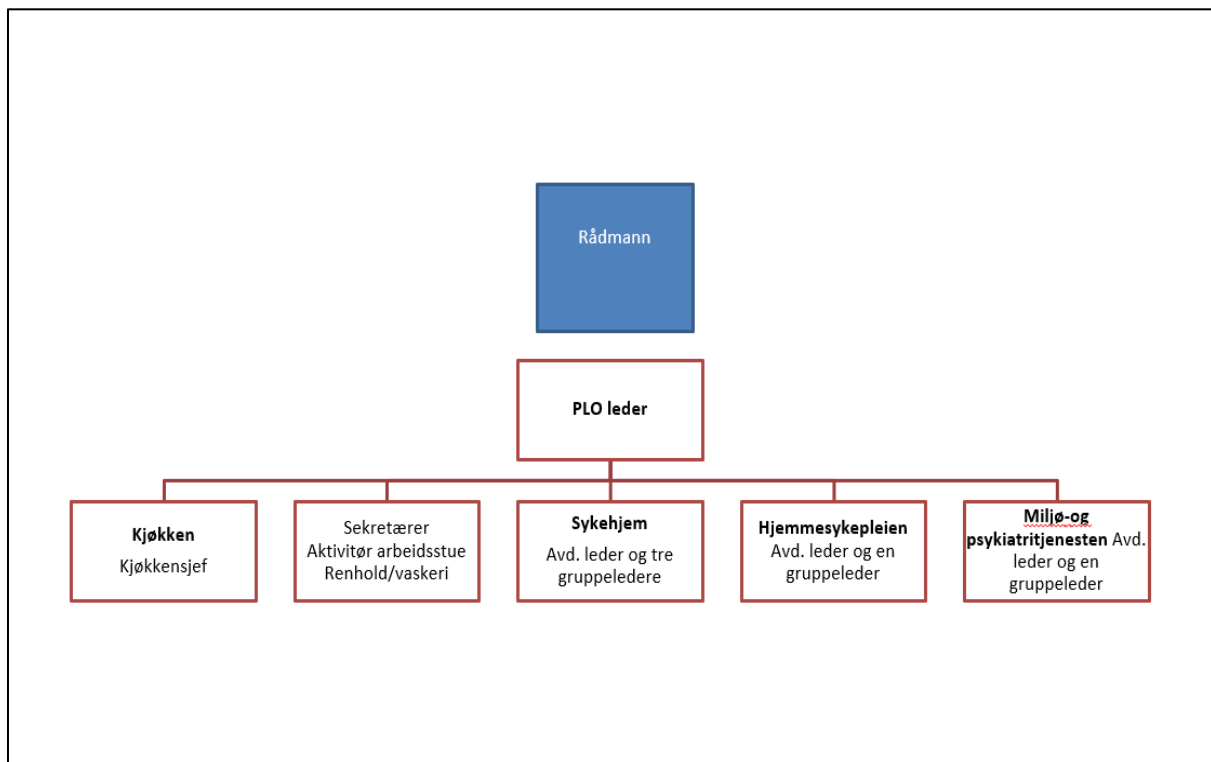 Rådmann
PLO leder
Kjøkken
Kjøkkensjef
Sekretærer
Aktivitør arbeidsstue
Renhold/vaskeri
Sykehjem
Avd. leder og tre
gruppeledere
Hjemmesykepleien
Avd. leder og en
gruppeleder
Miljø-og
psykiatritjenesten Avd.
leder og en
gruppeleder